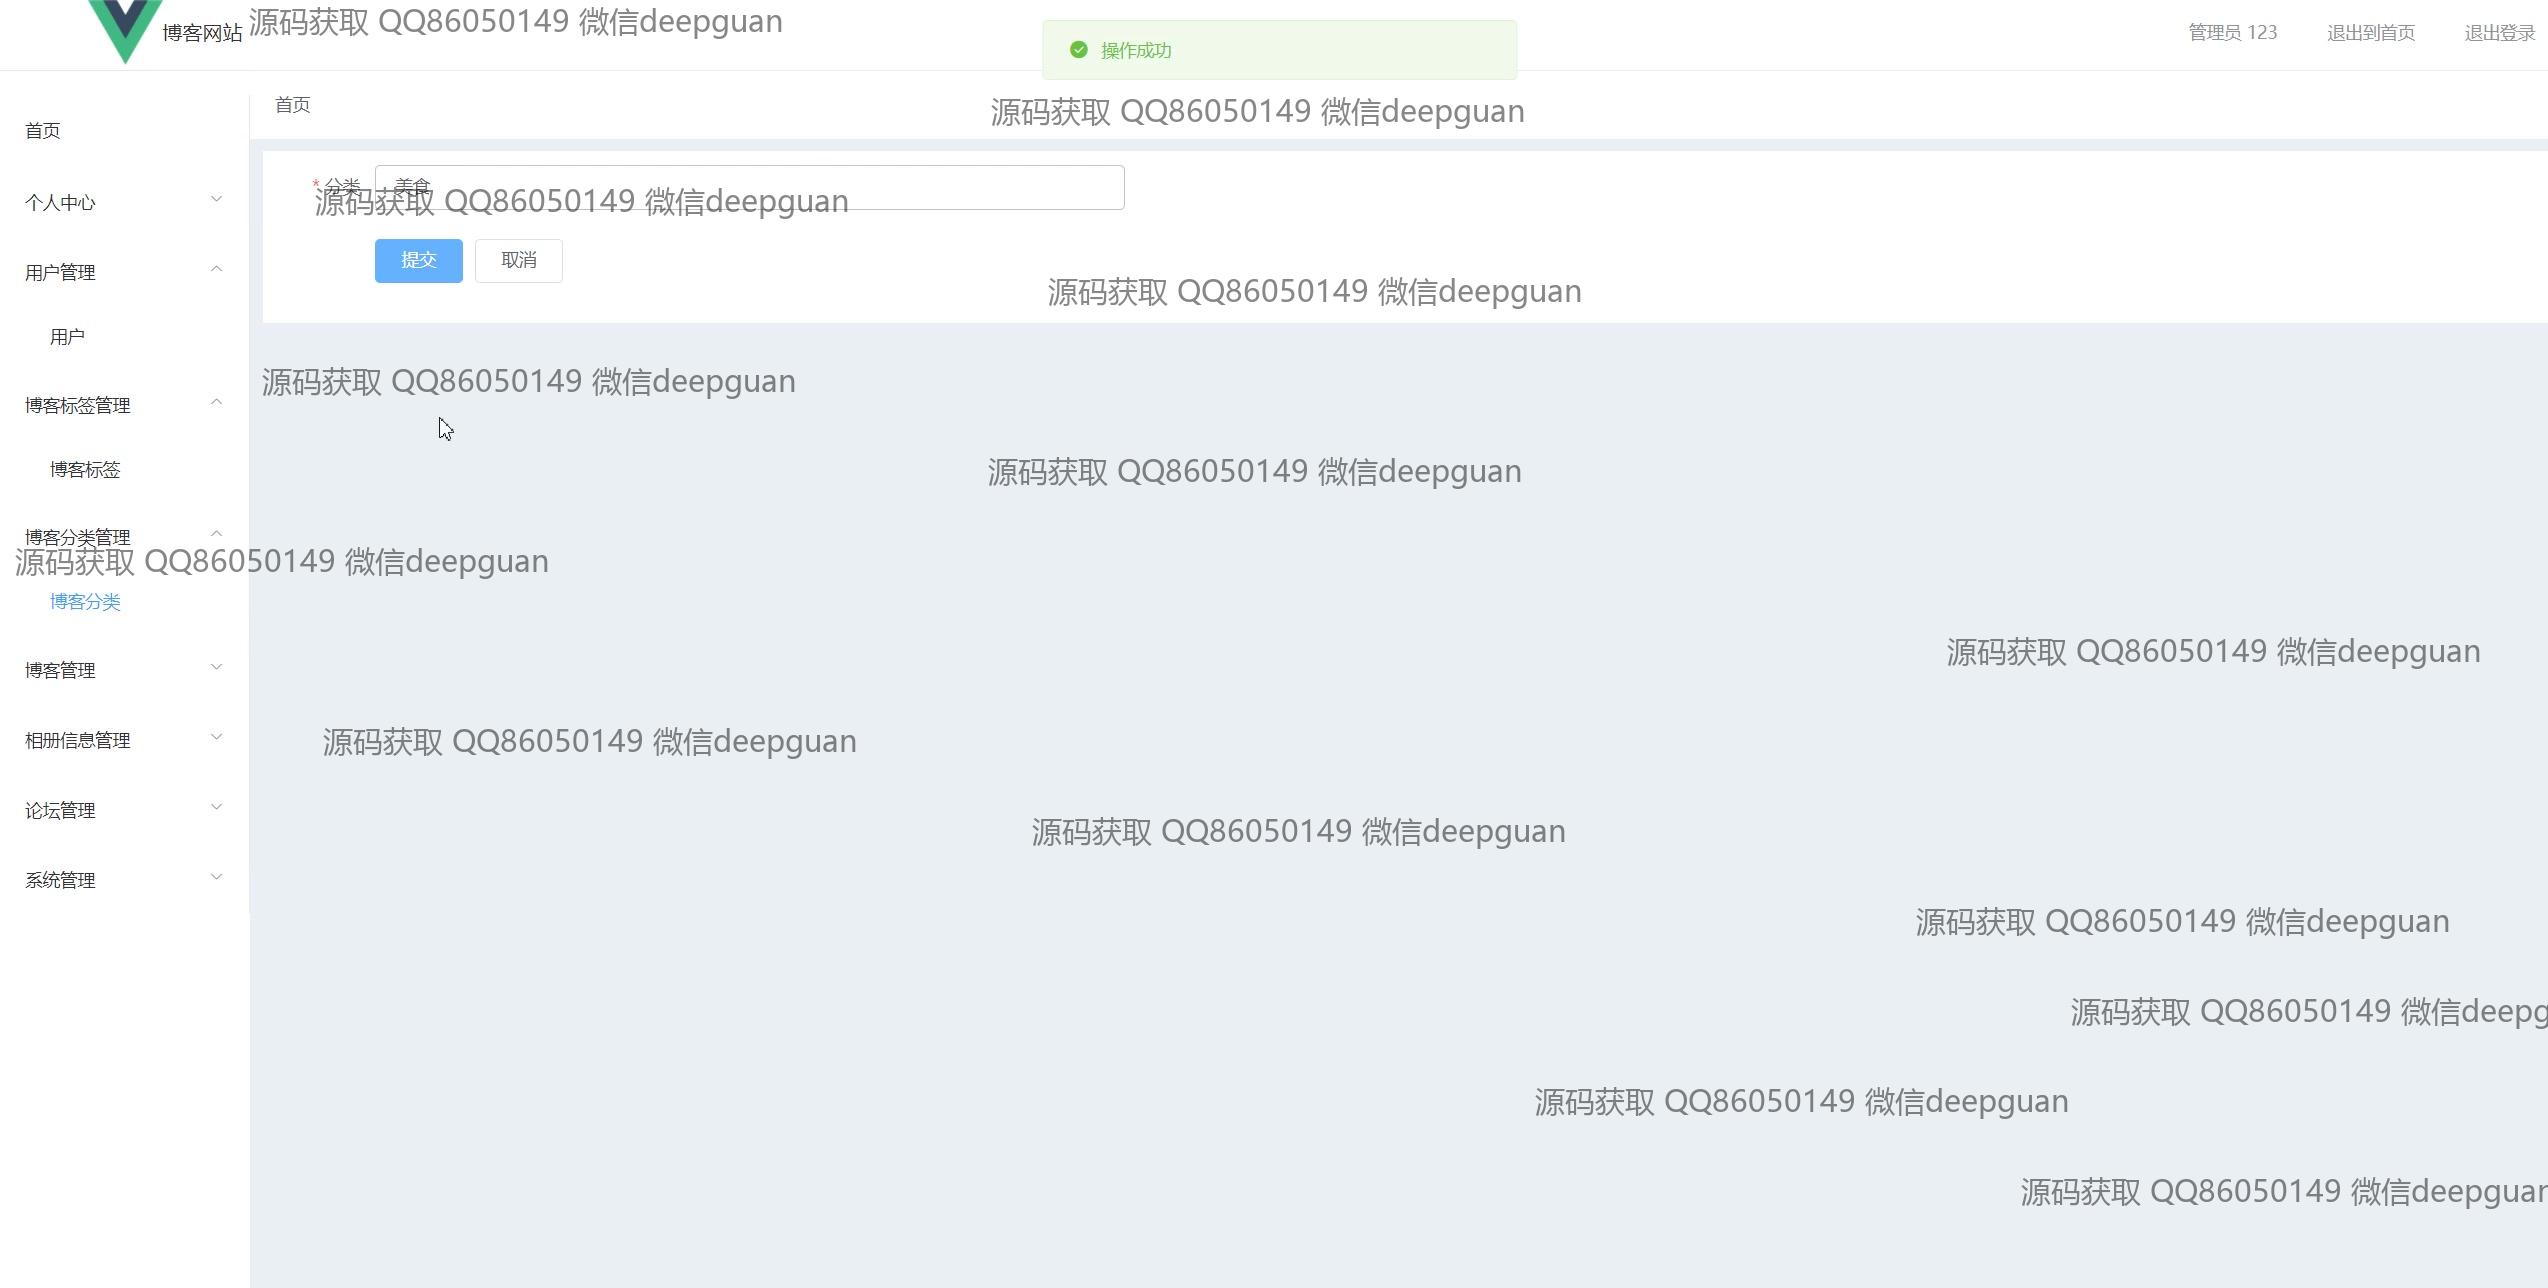 博客网站
源码获取 QQ86050149 微信deepguan
操作成功
管理员 123
退出到首页
退出登录
首页
源码获取 QQ86050149 微信deepguan
首页
* 分类
美食
源码获取 QQ86050149 微信deepguan
个人中心
提交
取消
用户管理
源码获取 QQ86050149 微信deepguan
用户
源码获取 QQ86050149 微信deepguan
博客标签管理
博客标签
源码获取 QQ86050149 微信deepguan
博客分类管理
源码获取 QQ86050149 微信deepguan
博客分类
源码获取 QQ86050149 微信deepguan
博客管理
相册信息管理
源码获取 QQ86050149 微信deepguan
论坛管理
源码获取 QQ86050149 微信deepguan
系统管理
源码获取 QQ86050149 微信deepguan
源码获取 QQ86050149 微信deepg
源码获取 QQ86050149 微信deepguan
源码获取 QQ86050149 微信deepguan